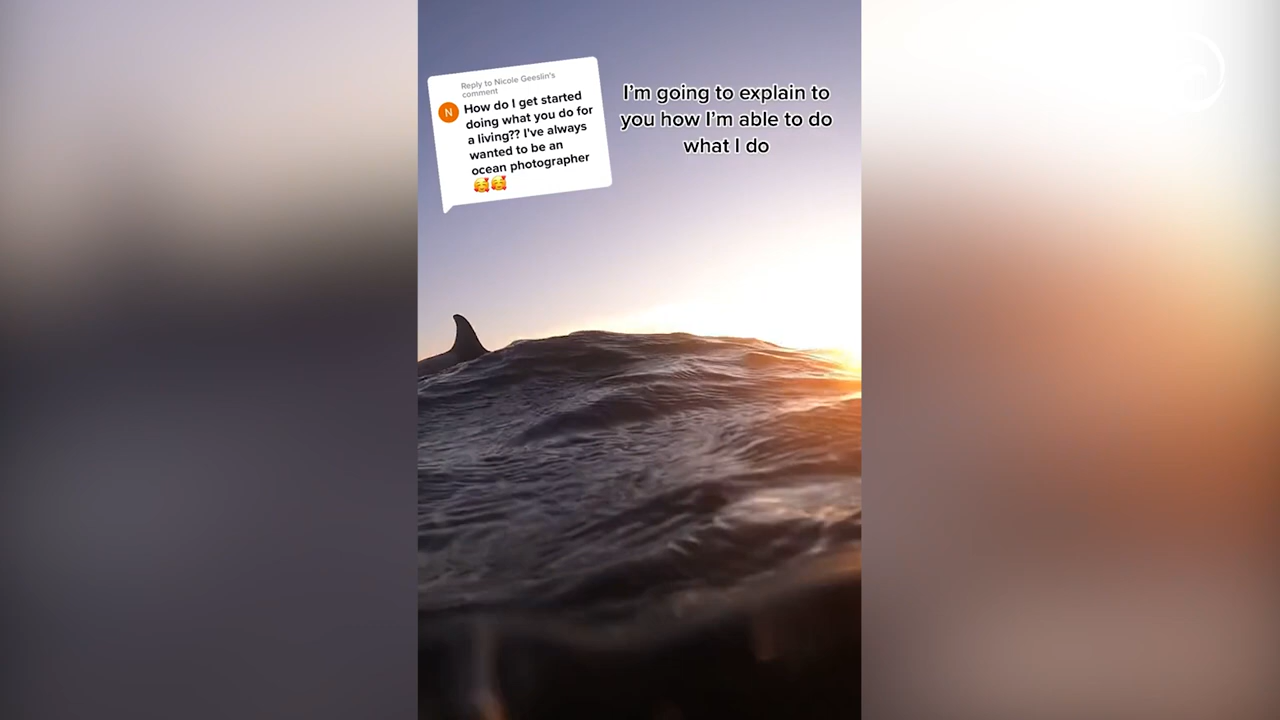 Reply to Nicole Geeslin's
comment
N
How do I get started
doing what you do for
a living?? I've always
wanted to be an
ocean photographer
🥰🥰
I'm going to explain to
you how I'm able to do
what I do